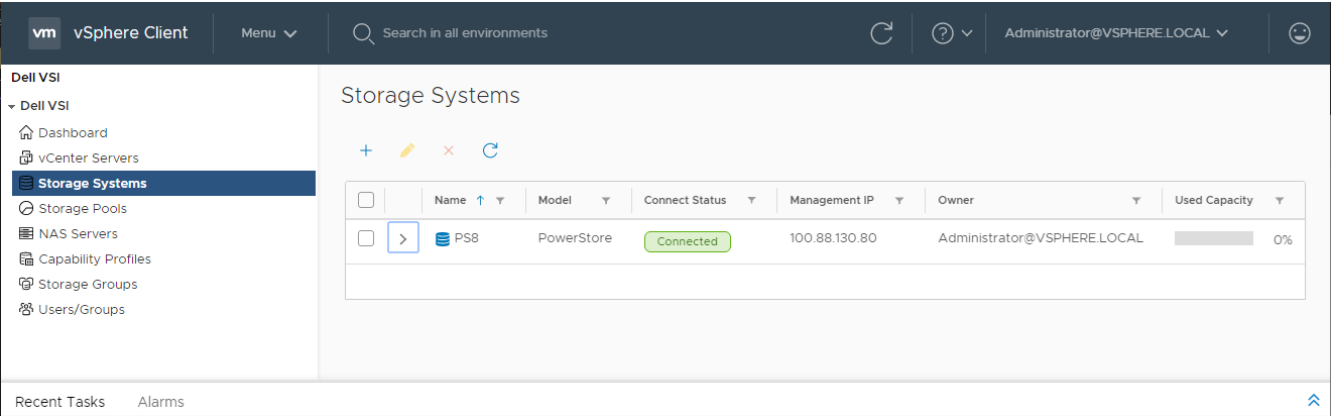 vm vSphere Client Menu Search in all environments Administrator@VSPHERE.LOCAL
Dell VSI
Dell VSI
Dashboard
vCenter Servers
Storage Systems
Storage Pools
NAS Servers
Capability Profiles
Storage Groups
Users/Groups
Storage Systems
Name Model Connect Status Management IP Owner Used Capacity
PS8 PowerStore Connected 100.88.130.80 Administrator@VSPHERE.LOCAL 0%
Recent Tasks Alarms